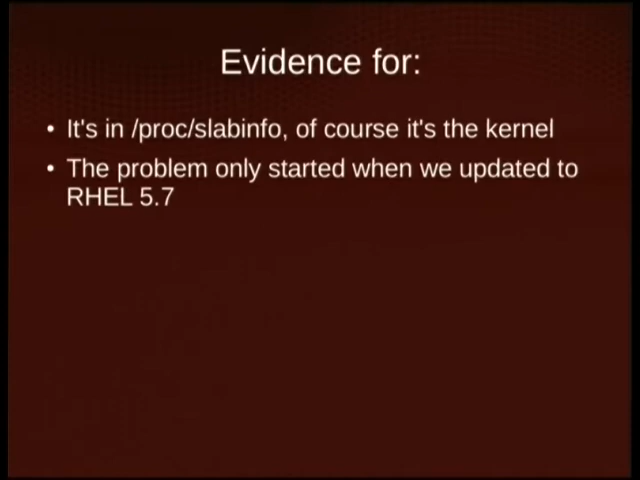 Evidence for:
• It's in /proc/slabinfo, of course it's the kernel
• The problem only started when we updated to
RHEL 5.7